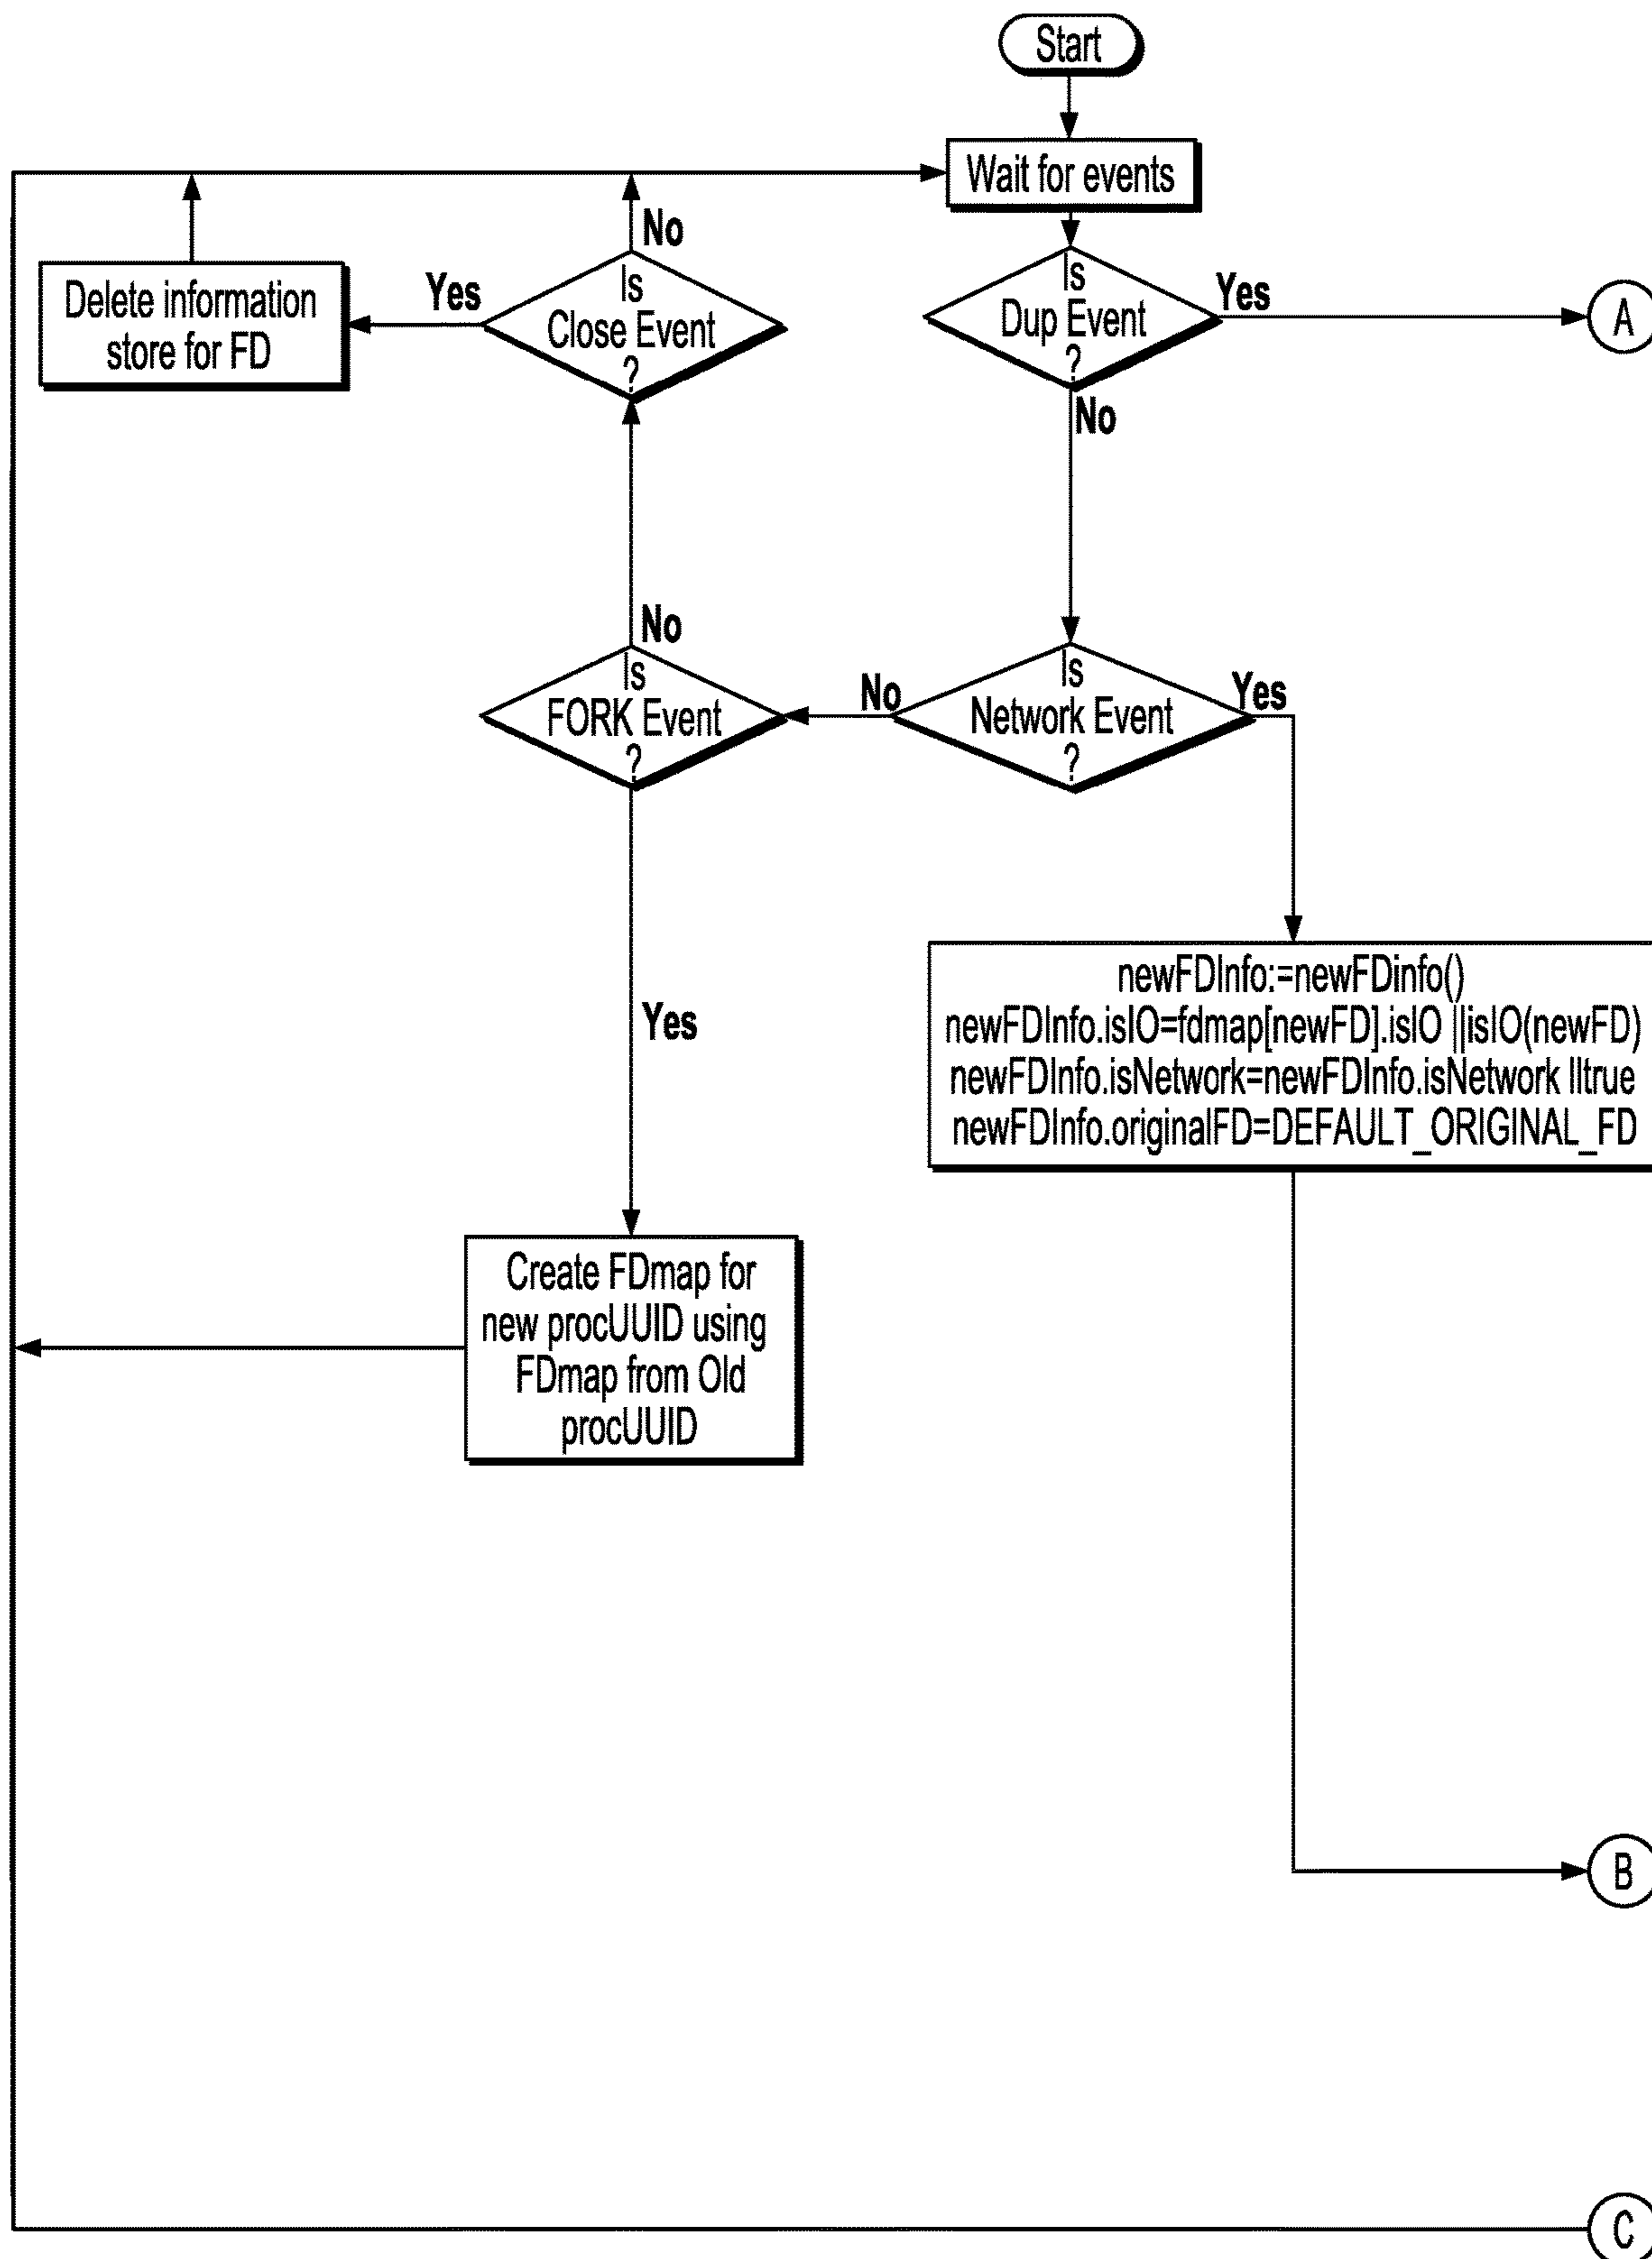 Start
Wait for events
Is
Dup Event
?
Yes
A
No
Is
Network Event
?
Yes
No
newFDInfo:=newFDinfo()
newFDInfo.isIO=fdmap[newFD].isIO ||isIO(newFD)
newFDInfo.isNetwork=newFDInfo.isNetwork ||true
newFDInfo.originalFD=DEFAULT_ORIGINAL_FD
B
Is
FORK Event
?
No
Yes
Create FDmap for
new procUUID using
FDmap from Old
procUUID
Is
Close Event
?
No
Yes
Delete information
store for FD
C